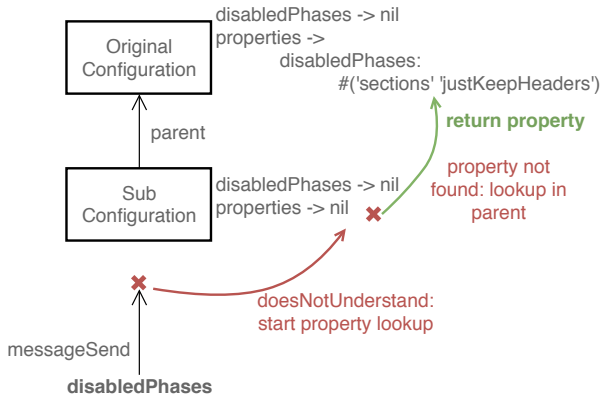 disabledPhases -> nil
properties ->
disabledPhases:
#('sections' 'justKeepHeaders')
Original
Configuration
return property
parent
property not
found: lookup in
parent
Sub
Configuration
disabledPhases -> nil
properties -> nil
doesNotUnderstand:
start property lookup
messageSend
disabledPhases